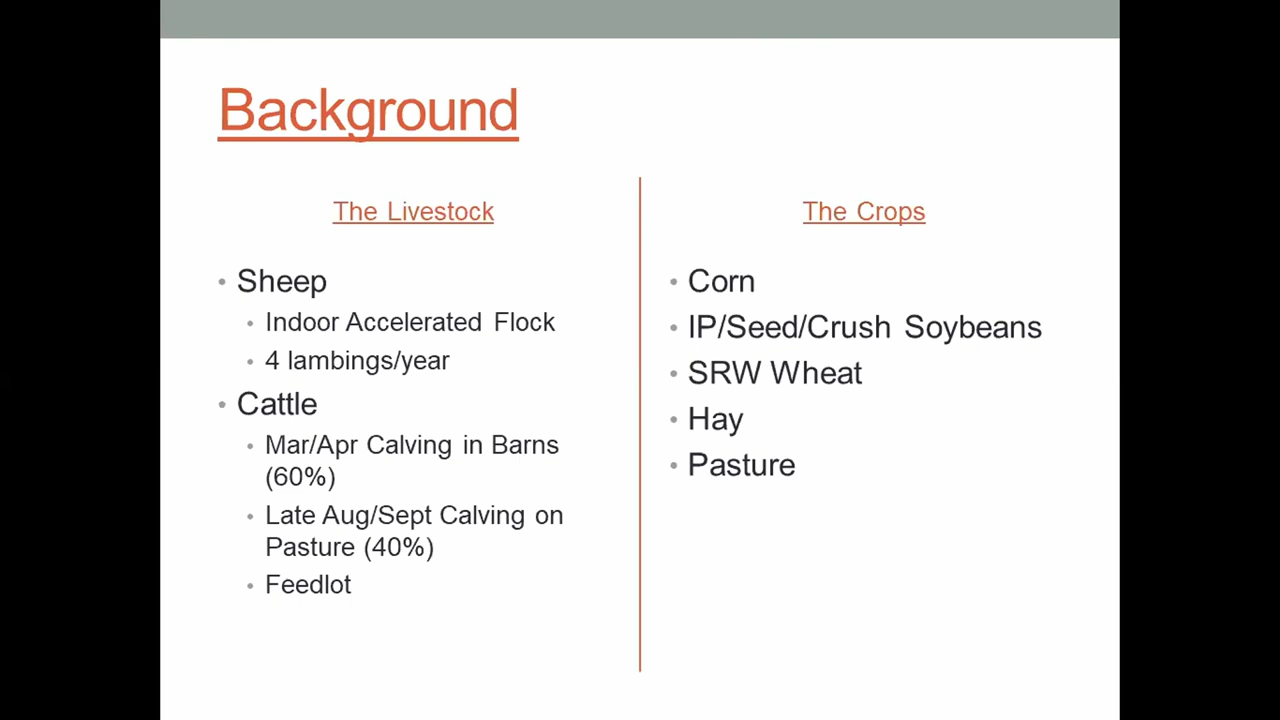 Background
The Livestock
• Sheep
• Indoor Accelerated Flock
• 4 lambings/year
• Cattle
• Mar/Apr Calving in Barns
(60%)
• Late Aug/Sept Calving on
Pasture (40%)
• Feedlot
The Crops
• Corn
• IP/Seed/Crush Soybeans
• SRW Wheat
• Hay
• Pasture